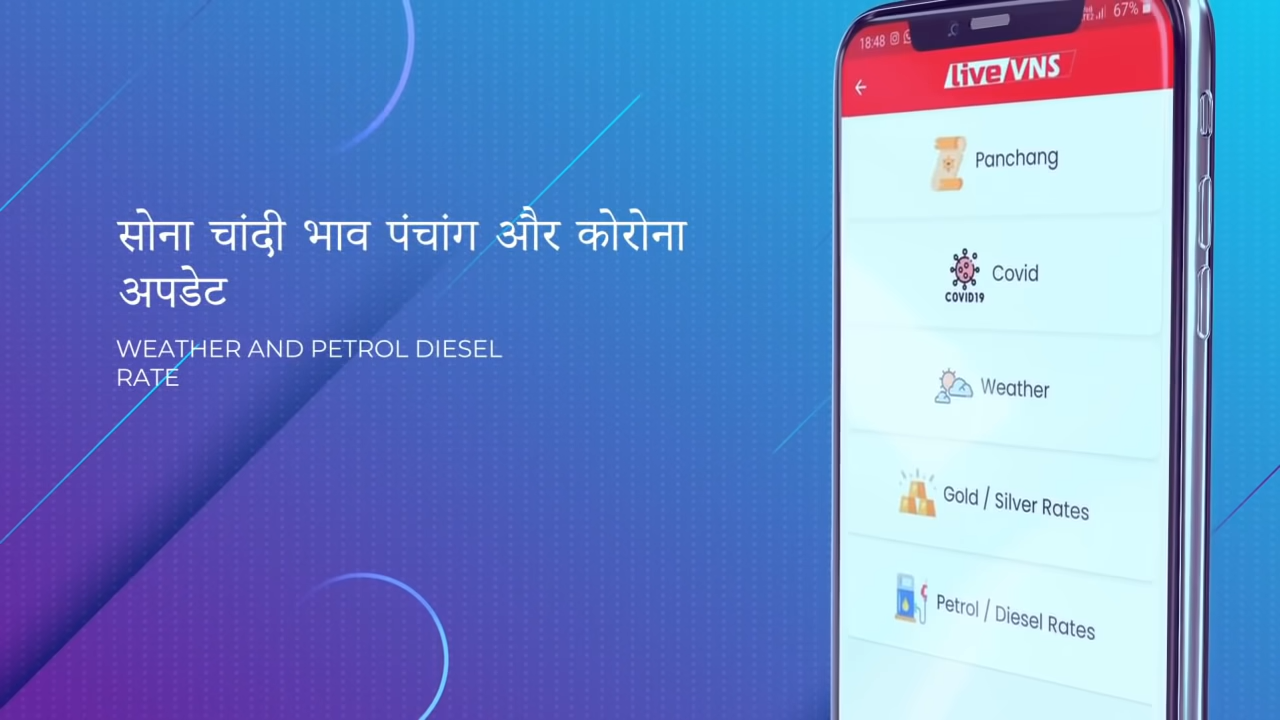 सोना चांदी भाव पंचांग और कोरोना
अपडेट
WEATHER AND PETROL DIESEL
RATE
18:48
67%
live VNS
Panchang
COVID19
Covid
Weather
Gold / Silver Rates
Petrol / Diesel Rates